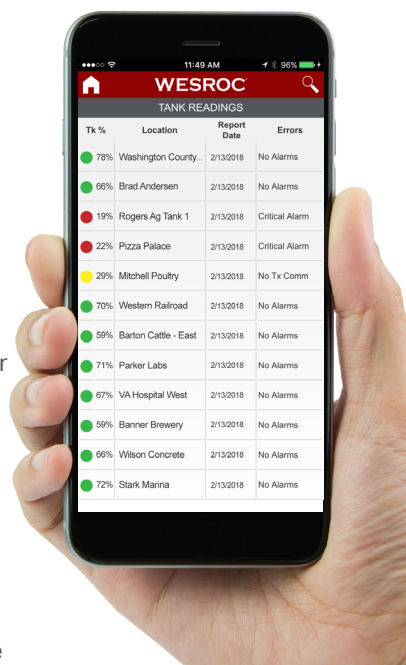 11:49 AM 96%
WESROC
TANK READINGS
Tk % Location Report Date Errors
78% Washington County... 2/13/2018 No Alarms
66% Brad Andersen 2/13/2018 No Alarms
19% Rogers Ag Tank 1 2/13/2018 Critical Alarm
22% Pizza Palace 2/13/2018 Critical Alarm
29% Mitchell Poultry 2/13/2018 No Tx Comm
70% Western Railroad 2/13/2018 No Alarms
59% Barton Cattle - East 2/13/2018 No Alarms
71% Parker Labs 2/13/2018 No Alarms
67% VA Hospital West 2/13/2018 No Alarms
59% Banner Brewery 2/13/2018 No Alarms
66% Wilson Concrete 2/13/2018 No Alarms
72% Stark Marina 2/13/2018 No Alarms